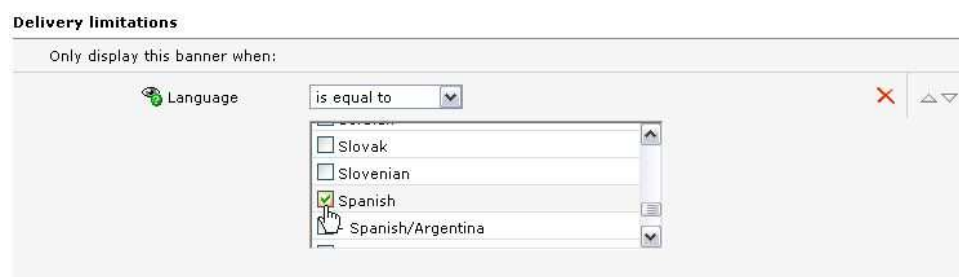 Delivery limitations
Only display this banner when:
Language is equal to
Slovak
Slovenian
Spanish
- Spanish/Argentina